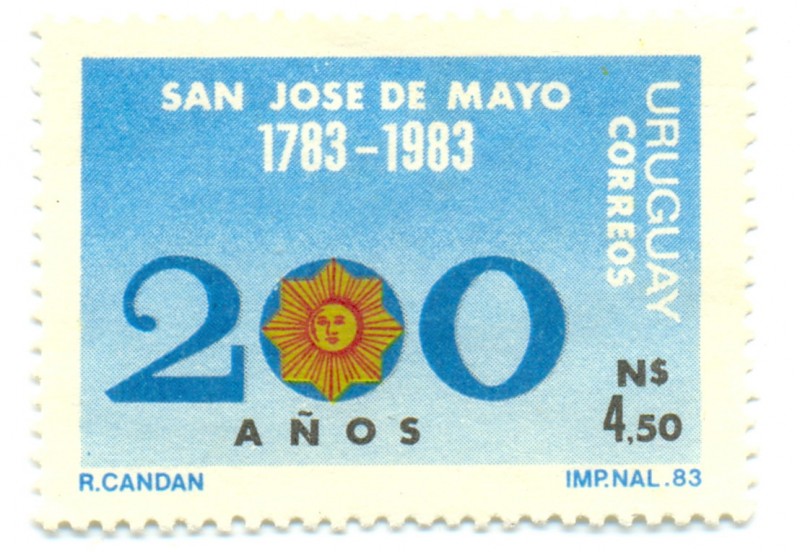 SAN JOSE DE MAYO
1783-1983
URUGUAY
CORREOS
200
AÑOS
N$
4,50
R.CANDAN
IMP.NAL.83